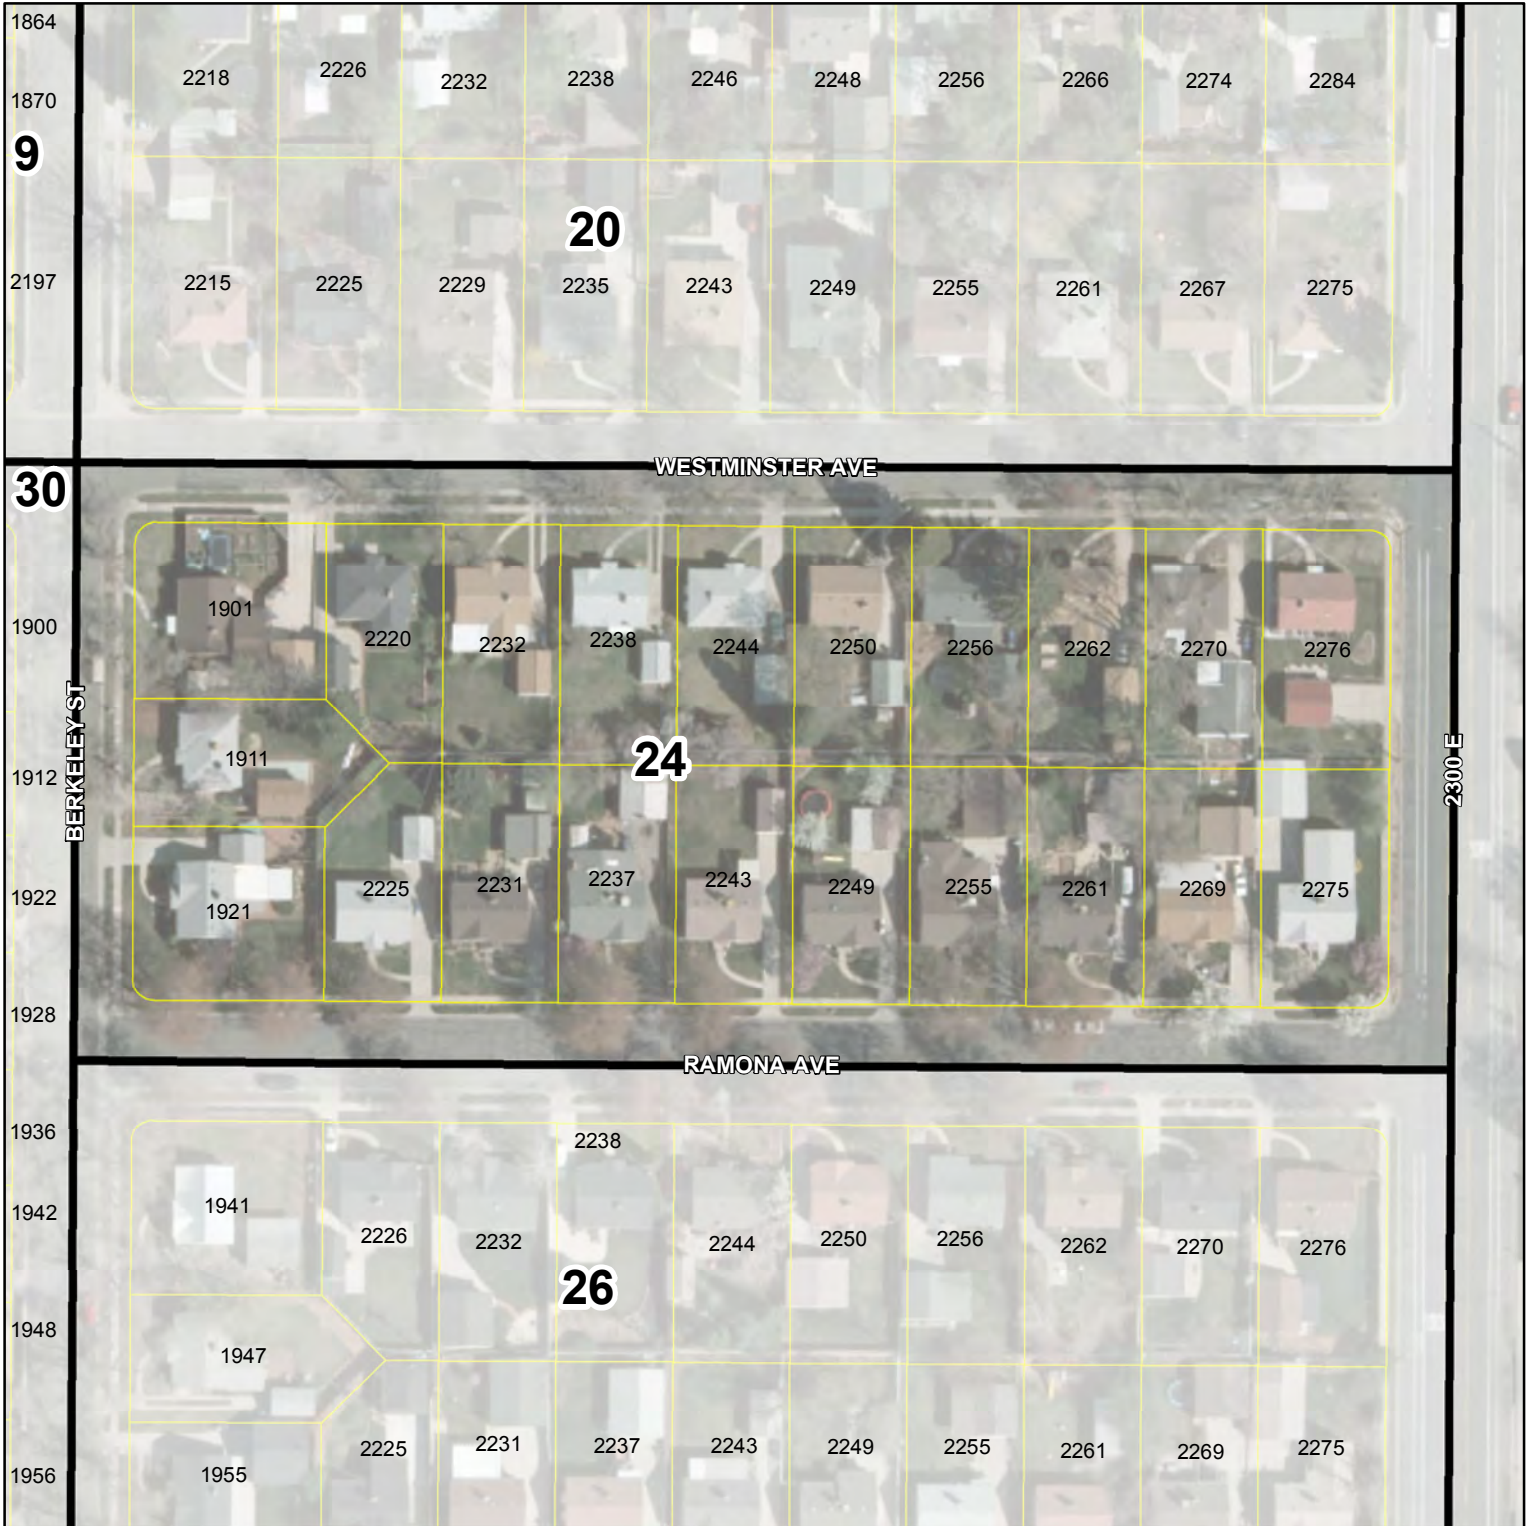 1864
2218 2226 2232 2238 2246 2248 2256 2266 2274 2284
1870
9
20
2197 2215 2225 2229 2235 2243 2249 2255 2261 2267 2275
WESTMINSTER AVE
30
1900 1901 2220 2232 2238 2244 2250 2256 2262 2270 2276
BERKELEY ST
1911
24
2300 E
1912
1922 1921 2225 2231 2237 2243 2249 2255 2261 2269 2275
1928
RAMONA AVE
1936
2238
1942 1941 2226 2232 2244 2250 2256 2262 2270 2276
26
1948
1947
1956 1955 2225 2231 2237 2243 2249 2255 2261 2269 2275